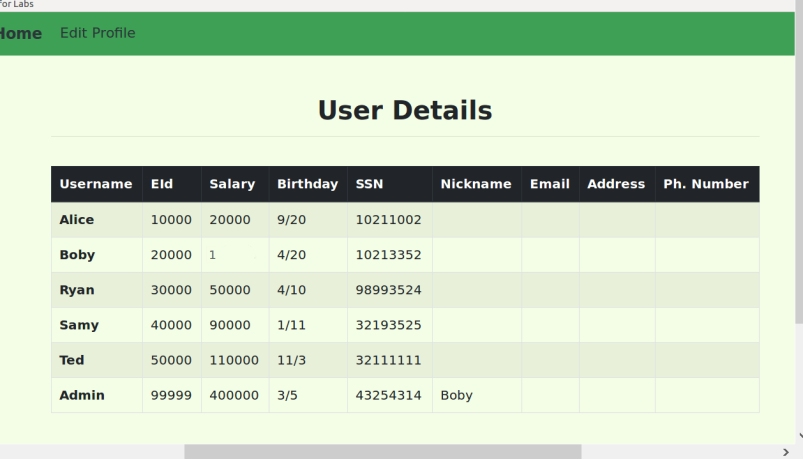 for Labs
Home Edit Profile
User Details
Username EId Salary Birthday SSN Nickname Email Address Ph. Number
Alice 10000 20000 9/20 10211002
Boby 20000 1 4/20 10213352
Ryan 30000 50000 4/10 98993524
Samy 40000 90000 1/11 32193525
Ted 50000 110000 11/3 32111111
Admin 99999 400000 3/5 43254314 Boby